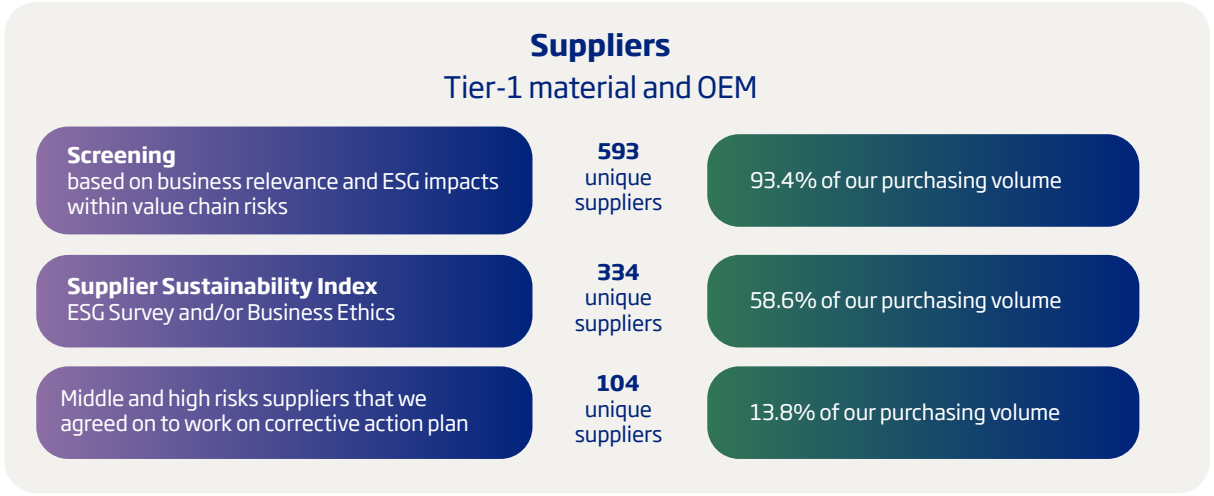 Suppliers
Tier-1 material and OEM
Screening
based on business relevance and ESG impacts
within value chain risks
593
unique
suppliers
93.4% of our purchasing volume
Supplier Sustainability Index
ESG Survey and/or Business Ethics
334
unique
suppliers
58.6% of our purchasing volume
Middle and high risks suppliers that we
agreed on to work on corrective action plan
104
unique
suppliers
13.8% of our purchasing volume